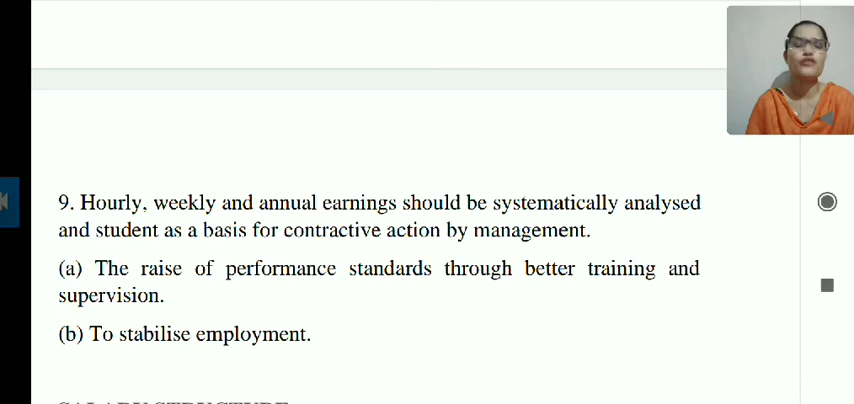 9. Hourly, weekly and annual earnings should be systematically analysed
and student as a basis for contractive action by management.
(a) The raise of performance standards through better training and
supervision.
(b) To stabilise employment.